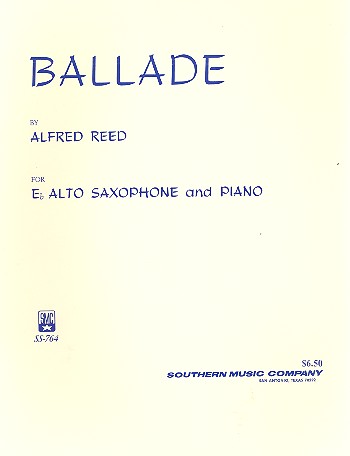 BALLADE
BY
ALFRED REED
FOR
E♭ ALTO SAXOPHONE and PIANO
SMC
SS-764
$6.50
SOUTHERN MUSIC COMPANY
SAN ANTONIO, TEXAS 78292